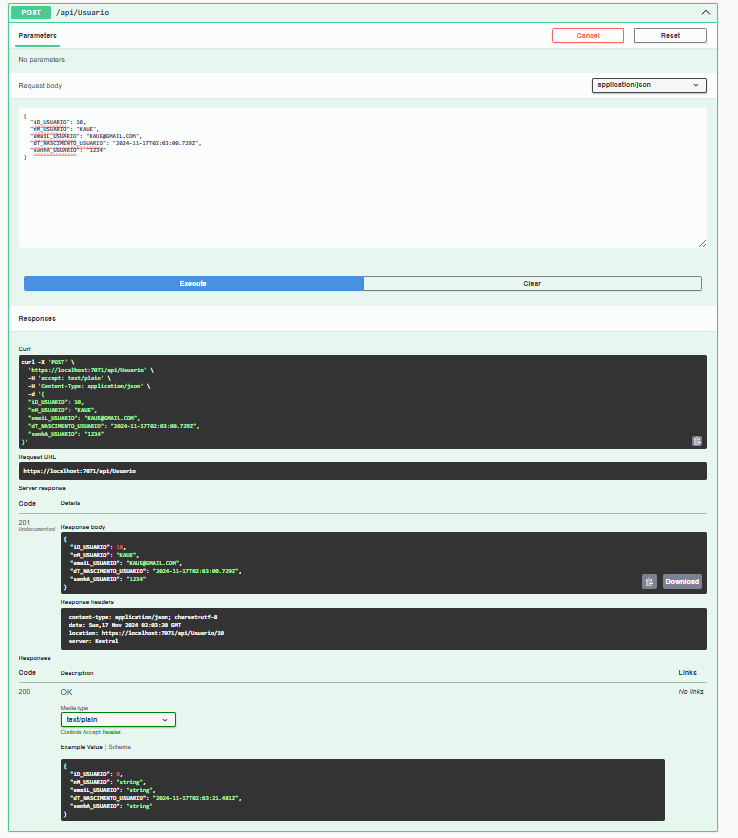 POST /api/Usuario
Parameters
Cancel
Reset
No parameters
Request body
application/json
{
"iD_USUARIO": 10,
"nM_USUARIO": "KAUE",
"emaiL_USUARIO": "KAUE@GMAIL.COM",
"dT_NASCIMENTO_USUARIO": "2024-11-17T02:03:00.729Z",
"senhA_USUARIO": "1234"
}
Execute
Clear
Responses
Curl
curl -X 'POST' \
'https://localhost:7071/api/Usuario' \
-H 'accept: text/plain' \
-H 'Content-Type: application/json' \
-d '{
"iD_USUARIO": 10,
"nM_USUARIO": "KAUE",
"emaiL_USUARIO": "KAUE@GMAIL.COM",
"dT_NASCIMENTO_USUARIO": "2024-11-17T02:03:00.729Z",
"senhA_USUARIO": "1234"
}'
Request URL
https://localhost:7071/api/Usuario
Server response
Code Details
201
Undocumented
Response body
{
"iD_USUARIO": 10,
"nM_USUARIO": "KAUE",
"emaiL_USUARIO": "KAUE@GMAIL.COM",
"dT_NASCIMENTO_USUARIO": "2024-11-17T02:03:00.729Z",
"senhA_USUARIO": "1234"
}
Download
Response headers
content-type: application/json; charset=utf-8
date: Sun,17 Nov 2024 02:03:20 GMT
location: https://localhost:7071/api/Usuario/10
server: Kestrel
Responses
Code Description Links
200 OK No links
Media type
text/plain
Controls Accept header.
Example Value | Schema
{
"iD_USUARIO": 0,
"nM_USUARIO": "string",
"emaiL_USUARIO": "string",
"dT_NASCIMENTO_USUARIO": "2024-11-17T02:03:21.481Z",
"senhA_USUARIO": "string"
}